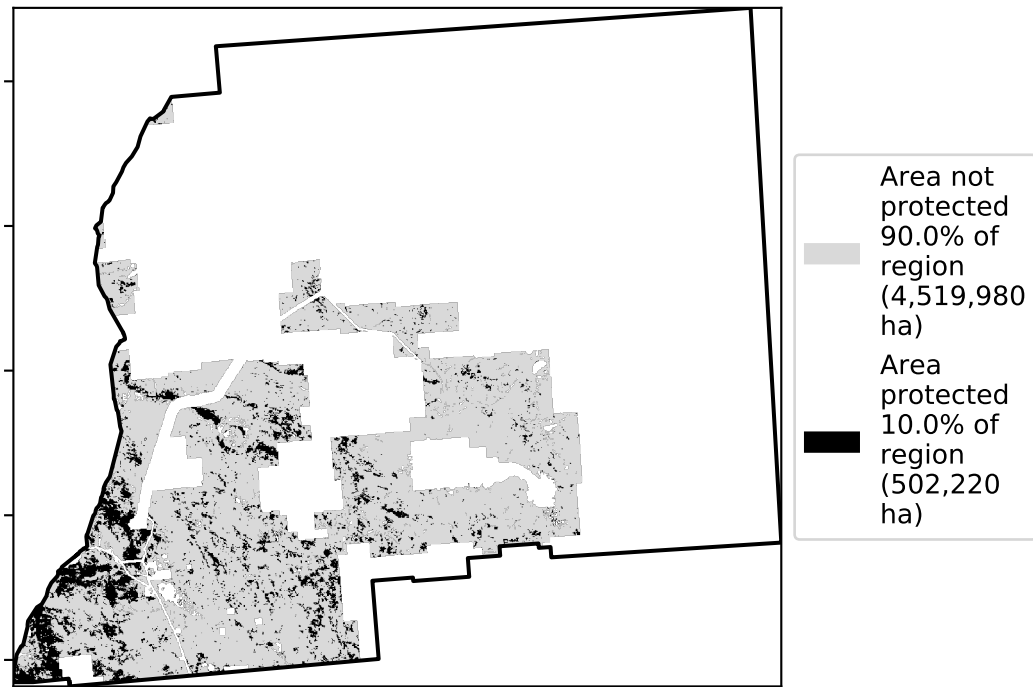 Area not
protected
90.0% of
region
(4,519,980
ha)
Area
protected
10.0% of
region
(502,220
ha)